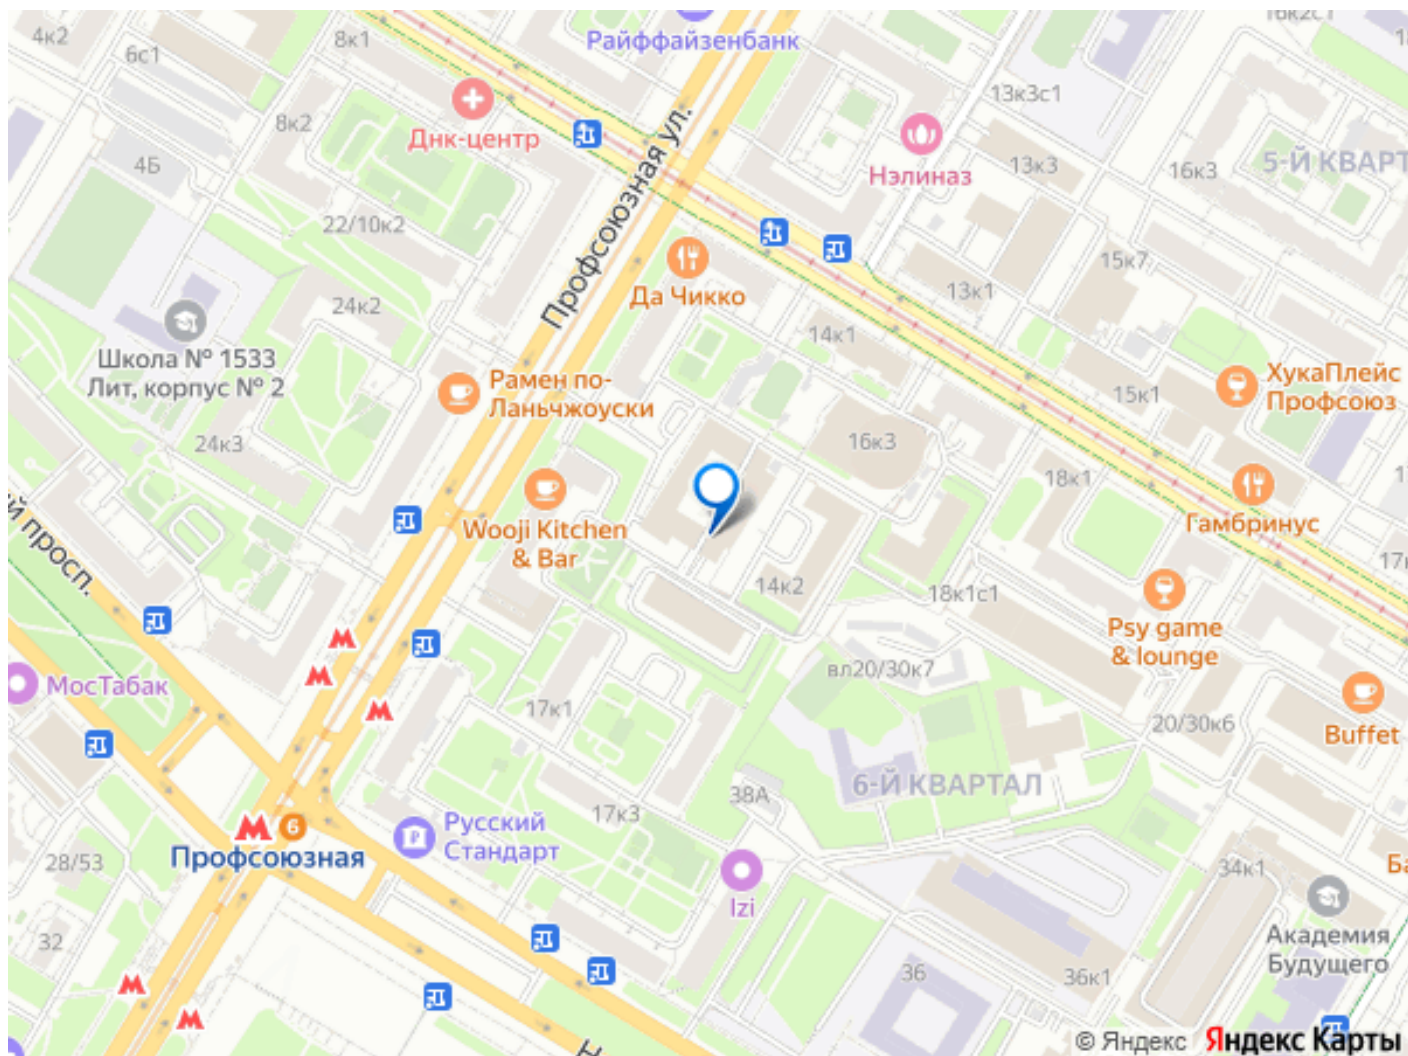 4к2
6с1
8к1
Райффайзенбанк
16к2с1
Днк-центр
8к2
4Б
13к3с1
Нэлиназ
13к3
16к3
5-Й КВАРТ
Профсоюзная ул.
22/10к2
24к2
Да Чикко
14к1
13к1
15к7
Школа № 1533
Лит, корпус № 2
24к3
Рамен по-
Ланьчжоуски
16к3
15к1
ХукаПлейс
Профсоюз
18к1
Гамбринус
й просп.
Wooji Kitchen
& Bar
14к2
18к1с1
Psy game
& lounge
17к
МосТабак
17к1
вл20/30к7
20/30к6
Buffet
6-Й КВАРТАЛ
38А
17к3
Русский
Стандарт
6
Профсоюзная
28/53
32
Izi
34к1
Ба
Академия
Будущего
36
36к1
Н
© Яндекс Яндекс Карты